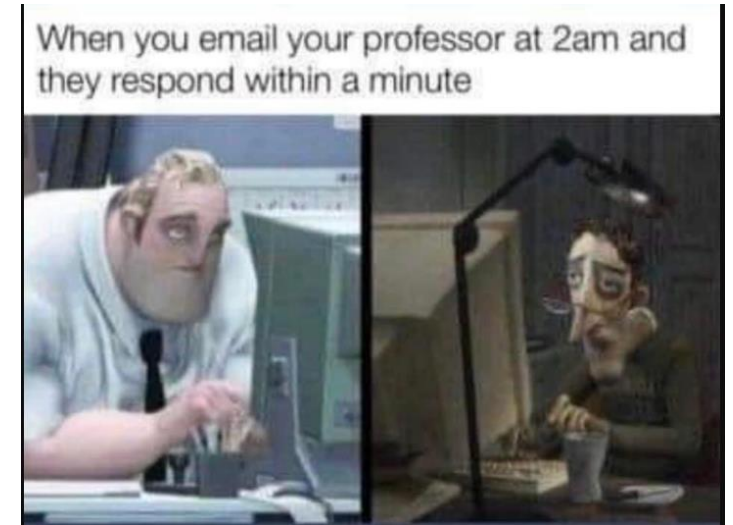 When you email your professor at 2am and
they respond within a minute